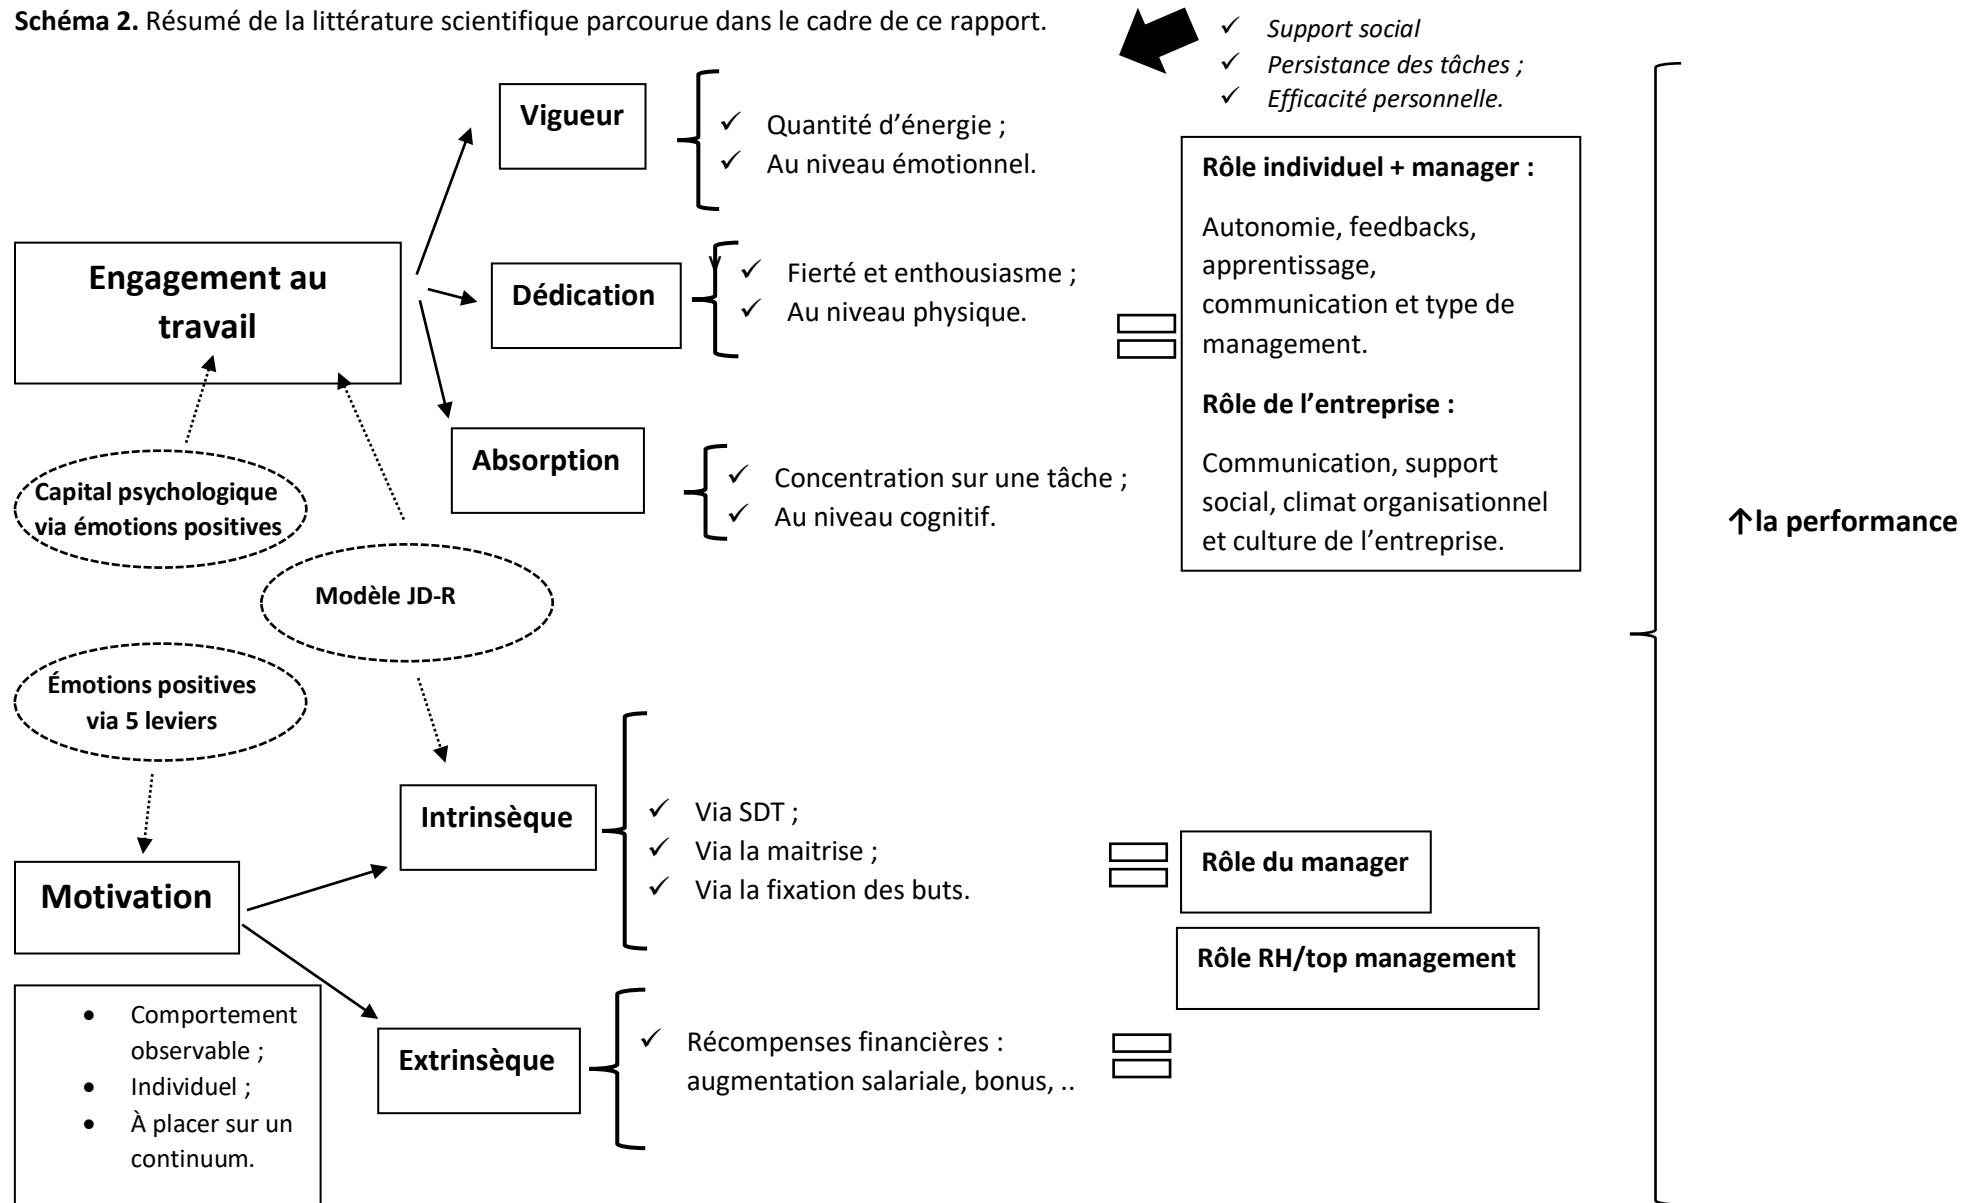 Schéma 2. Résumé de la littérature scientifique parcourue dans le cadre de ce rapport.
✓ Support social
✓ Persistance des tâches ;
✓ Efficacité personnelle.
Vigueur
✓ Quantité d’énergie ;
✓ Au niveau émotionnel.
Engagement au
travail
Dédication
✓ Fierté et enthousiasme ;
✓ Au niveau physique.
Absorption
✓ Concentration sur une tâche ;
✓ Au niveau cognitif.
Rôle individuel + manager :
Autonomie, feedbacks,
apprentissage,
communication et type de
management.
Rôle de l’entreprise :
Communication, support
social, climat organisationnel
et culture de l’entreprise.
↑la performance
Capital psychologique
via émotions positives
Modèle JD-R
Émotions positives
via 5 leviers
Motivation
Intrinsèque
✓ Via SDT ;
✓ Via la maitrise ;
✓ Via la fixation des buts.
Rôle du manager
Rôle RH/top management
• Comportement
observable ;
• Individuel ;
• À placer sur un
continuum.
Extrinsèque
✓ Récompenses financières :
augmentation salariale, bonus, ..